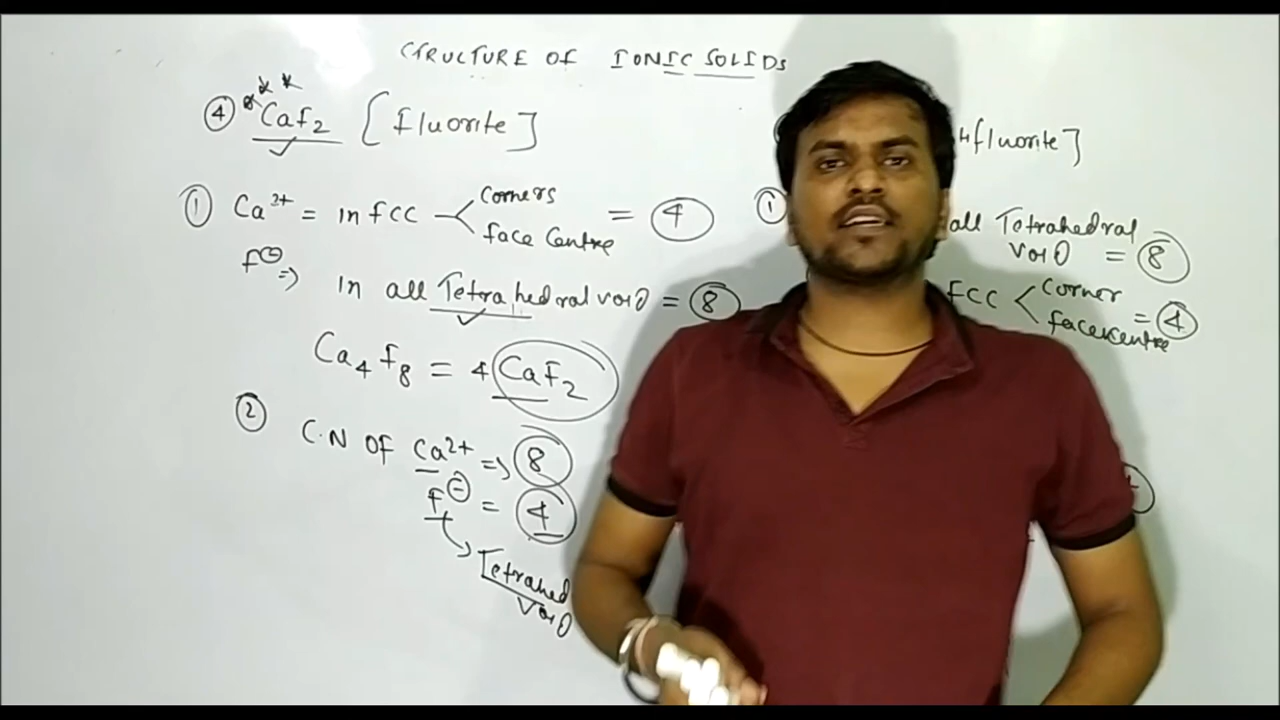 STRUCTURE OF IONIC SOLIDS
④ CaF2 [fluorite]
① Ca2+ = in FCC
Corners
face Centre
= ④
F⊖ ⇒ In all Tetrahedral void = ⑧
Ca4F8 = 4 CaF2
② C.N OF Ca2+ ⇒ ⑧
F⊖ = ④
Tetrahed
void
fluorite]
①
all Tetrahedral
void = ⑧
FCC
Corner
face centre
= ④